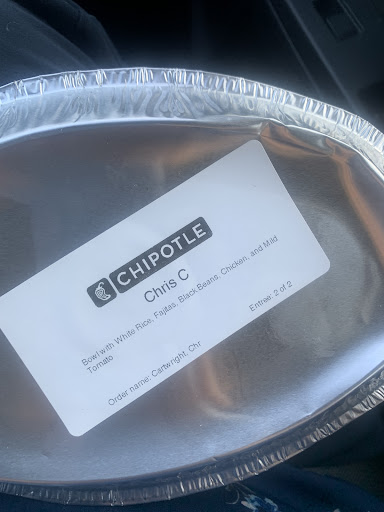 CHIPOTLE
Chris C
Bowl with White Rice, Fajitas, Black Beans, Chicken, and Mild
Tomato
Entree: 2 of 2
Order name: Cartwright, Chr